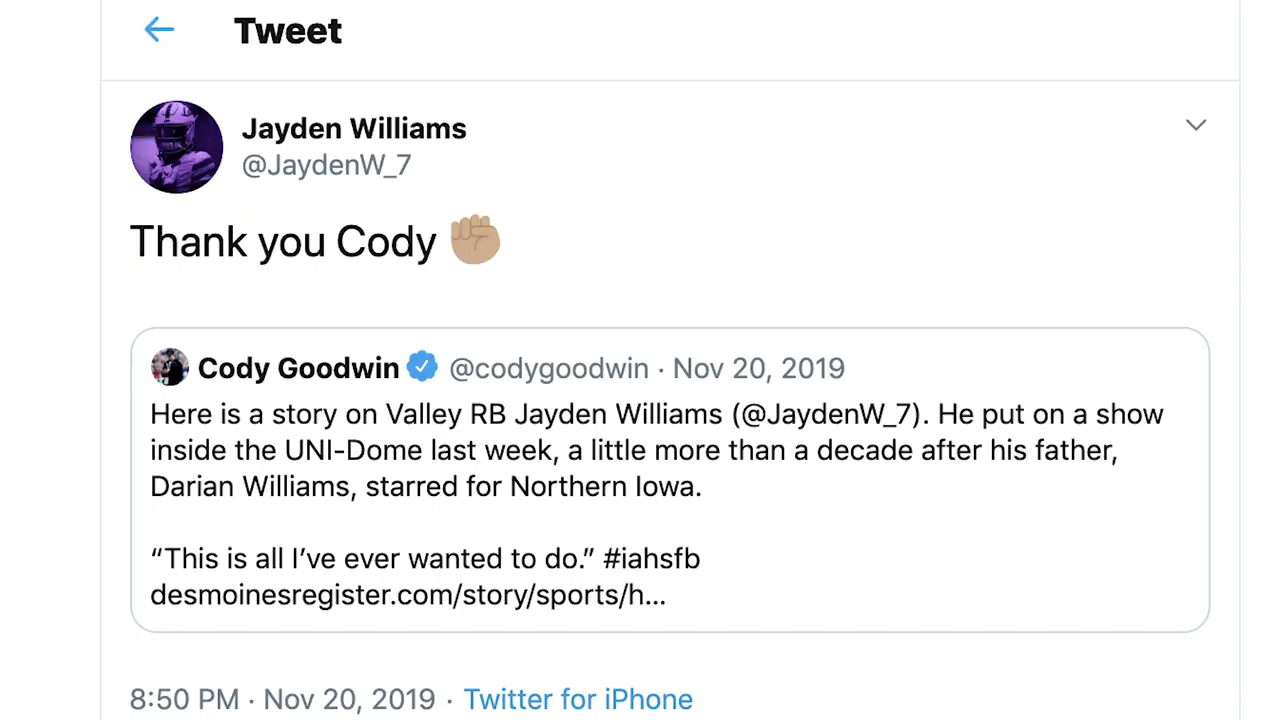 Tweet
Jayden Williams
@JaydenW_7
Thank you Cody ✊🏽
Cody Goodwin @codygoodwin · Nov 20, 2019
Here is a story on Valley RB Jayden Williams (@JaydenW_7). He put on a show
inside the UNI-Dome last week, a little more than a decade after his father,
Darian Williams, starred for Northern Iowa.
“This is all I’ve ever wanted to do.” #iahsfb
desmoinesregister.com/story/sports/h…
8:50 PM · Nov 20, 2019 · Twitter for iPhone